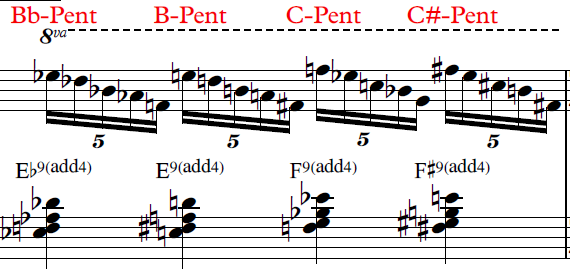 Bb-Pent B-Pent C-Pent C#-Pent
8va
5 5 5 5
E♭9(add4) E9(add4) F9(add4) F#9(add4)